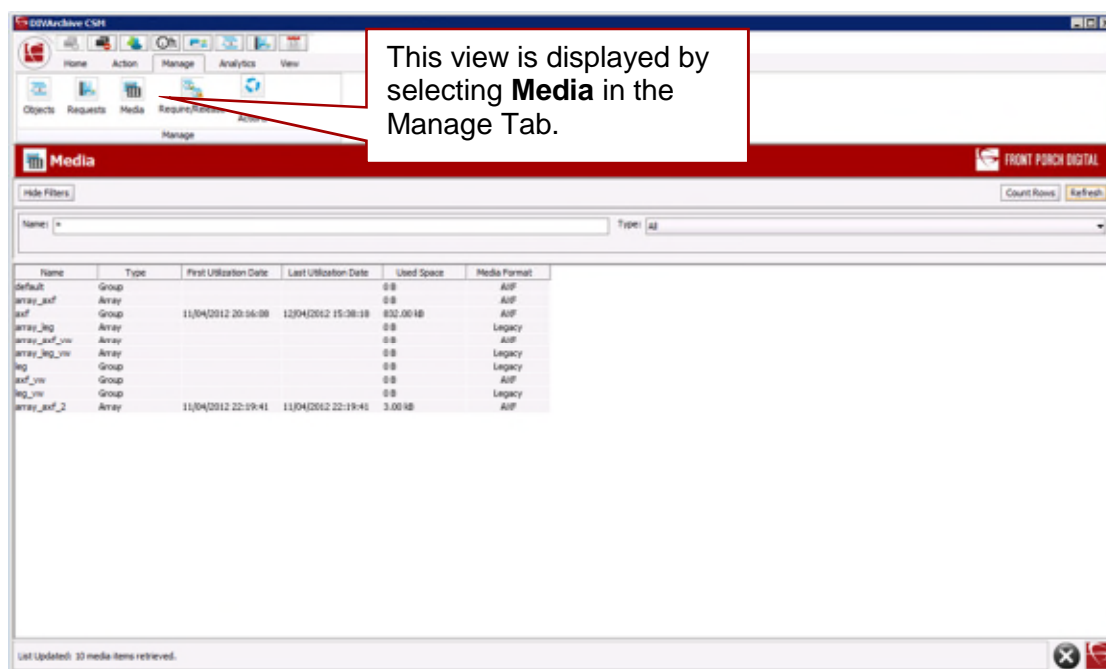 DIVArchive CSM
Home Action Manage Analytics View
This view is displayed by
selecting Media in the
Manage Tab.
Objects Requests Media
Manage
Media
FRONT PORCH DIGITAL
Hide Filters
Count Rows Refresh
Name: *
Type: All
Name Type First Utilization Date Last Utilization Date Used Space Media Format
default Group 0 B AXF
array_axf Array 0 B AXF
axf Group 11/04/2012 20:16:08 12/04/2012 15:38:18 832.00 kB AXF
array_leg Array 0 B Legacy
array_axf_vw Array 0 B AXF
array_leg_vw Array 0 B Legacy
leg Group 0 B Legacy
axf_vw Group 0 B AXF
leg_vw Group 0 B Legacy
array_axf_2 Array 11/04/2012 22:19:41 11/04/2012 22:19:41 3.00 kB AXF
List Updated: 10 media items retrieved.